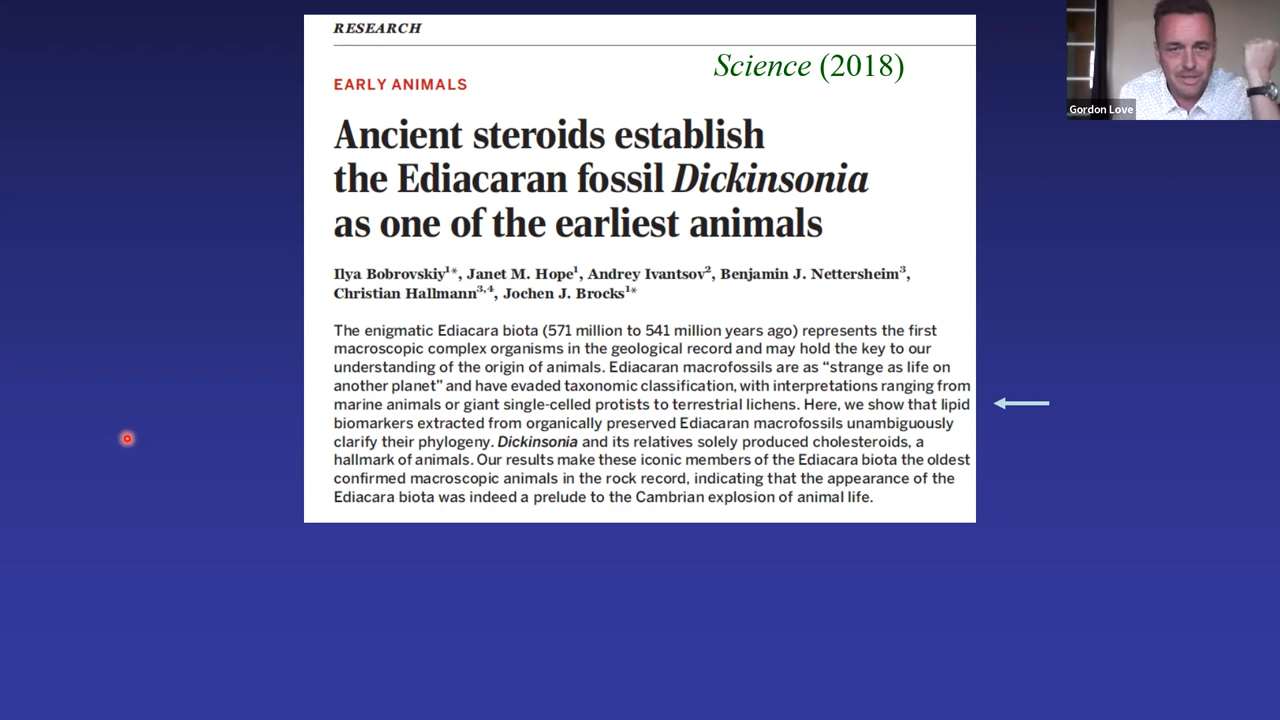 RESEARCH
Science (2018)
EARLY ANIMALS
Ancient steroids establish
the Ediacaran fossil Dickinsonia
as one of the earliest animals
Ilya Bobrovskiy1*, Janet M. Hope1, Andrey Ivantsov2, Benjamin J. Nettersheim3,
Christian Hallmann3,4, Jochen J. Brocks1*
The enigmatic Ediacara biota (571 million to 541 million years ago) represents the first
macroscopic complex organisms in the geological record and may hold the key to our
understanding of the origin of animals. Ediacaran macrofossils are as “strange as life on
another planet” and have evaded taxonomic classification, with interpretations ranging from
marine animals or giant single-celled protists to terrestrial lichens. Here, we show that lipid
biomarkers extracted from organically preserved Ediacaran macrofossils unambiguously
clarify their phylogeny. Dickinsonia and its relatives solely produced cholesteroids, a
hallmark of animals. Our results make these iconic members of the Ediacara biota the oldest
confirmed macroscopic animals in the rock record, indicating that the appearance of the
Ediacara biota was indeed a prelude to the Cambrian explosion of animal life.
Gordon Love